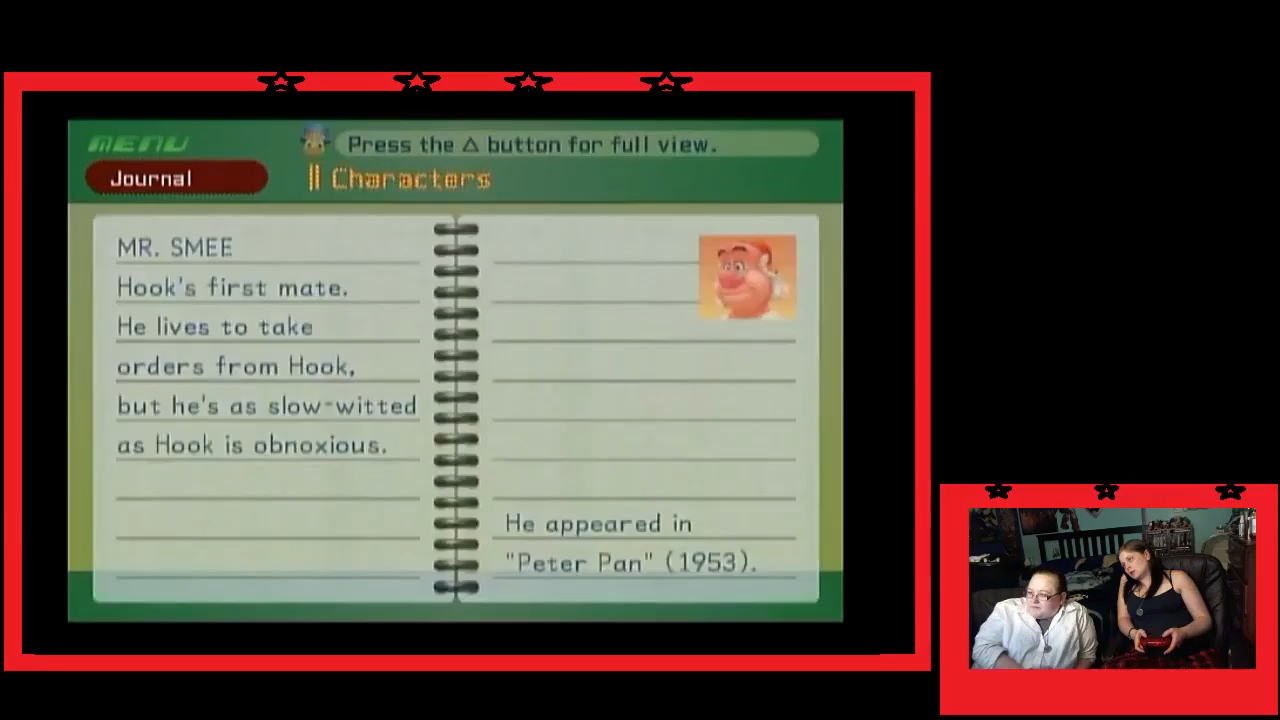 MENU
Press the △ button for full view.
Journal
Characters
MR. SMEE
Hook's first mate.
He lives to take
orders from Hook,
but he's as slow-witted
as Hook is obnoxious.
He appeared in
"Peter Pan" (1953).